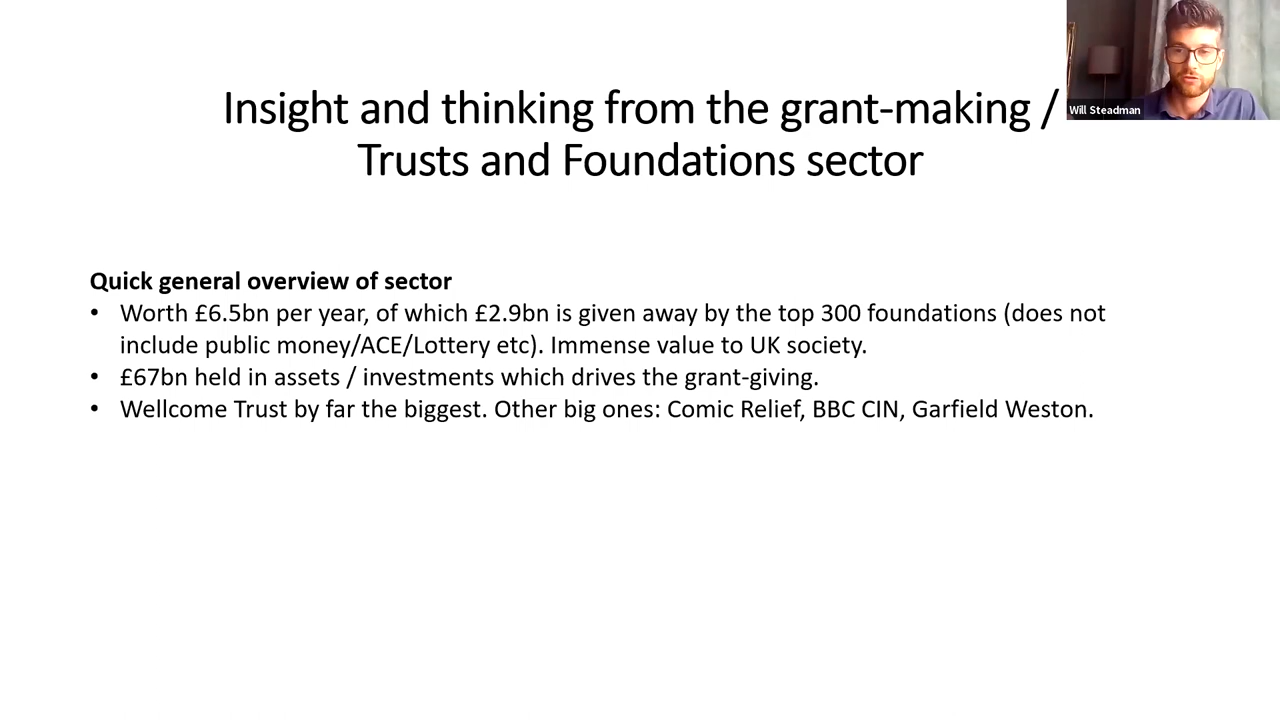 Insight and thinking from the grant-making /
Trusts and Foundations sector
Will Steadman
Quick general overview of sector
• Worth £6.5bn per year, of which £2.9bn is given away by the top 300 foundations (does not
include public money/ACE/Lottery etc). Immense value to UK society.
• £67bn held in assets / investments which drives the grant-giving.
• Wellcome Trust by far the biggest. Other big ones: Comic Relief, BBC CIN, Garfield Weston.